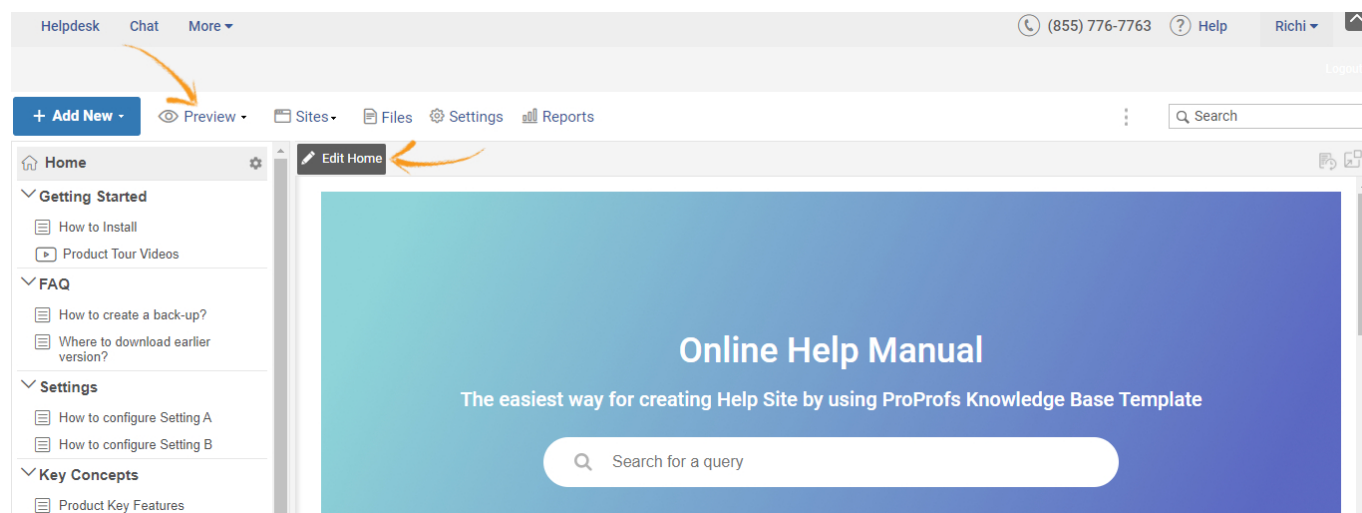 Helpdesk Chat More (855) 776-7763 ? Help Richi
Logout
+ Add New Preview Sites Files Settings Reports Search
Home Edit Home
Getting Started
How to Install
Product Tour Videos
FAQ
How to create a back-up?
Where to download earlier
version?
Settings
How to configure Setting A
How to configure Setting B
Key Concepts
Product Key Features
Online Help Manual
The easiest way for creating Help Site by using ProProfs Knowledge Base Template
Search for a query